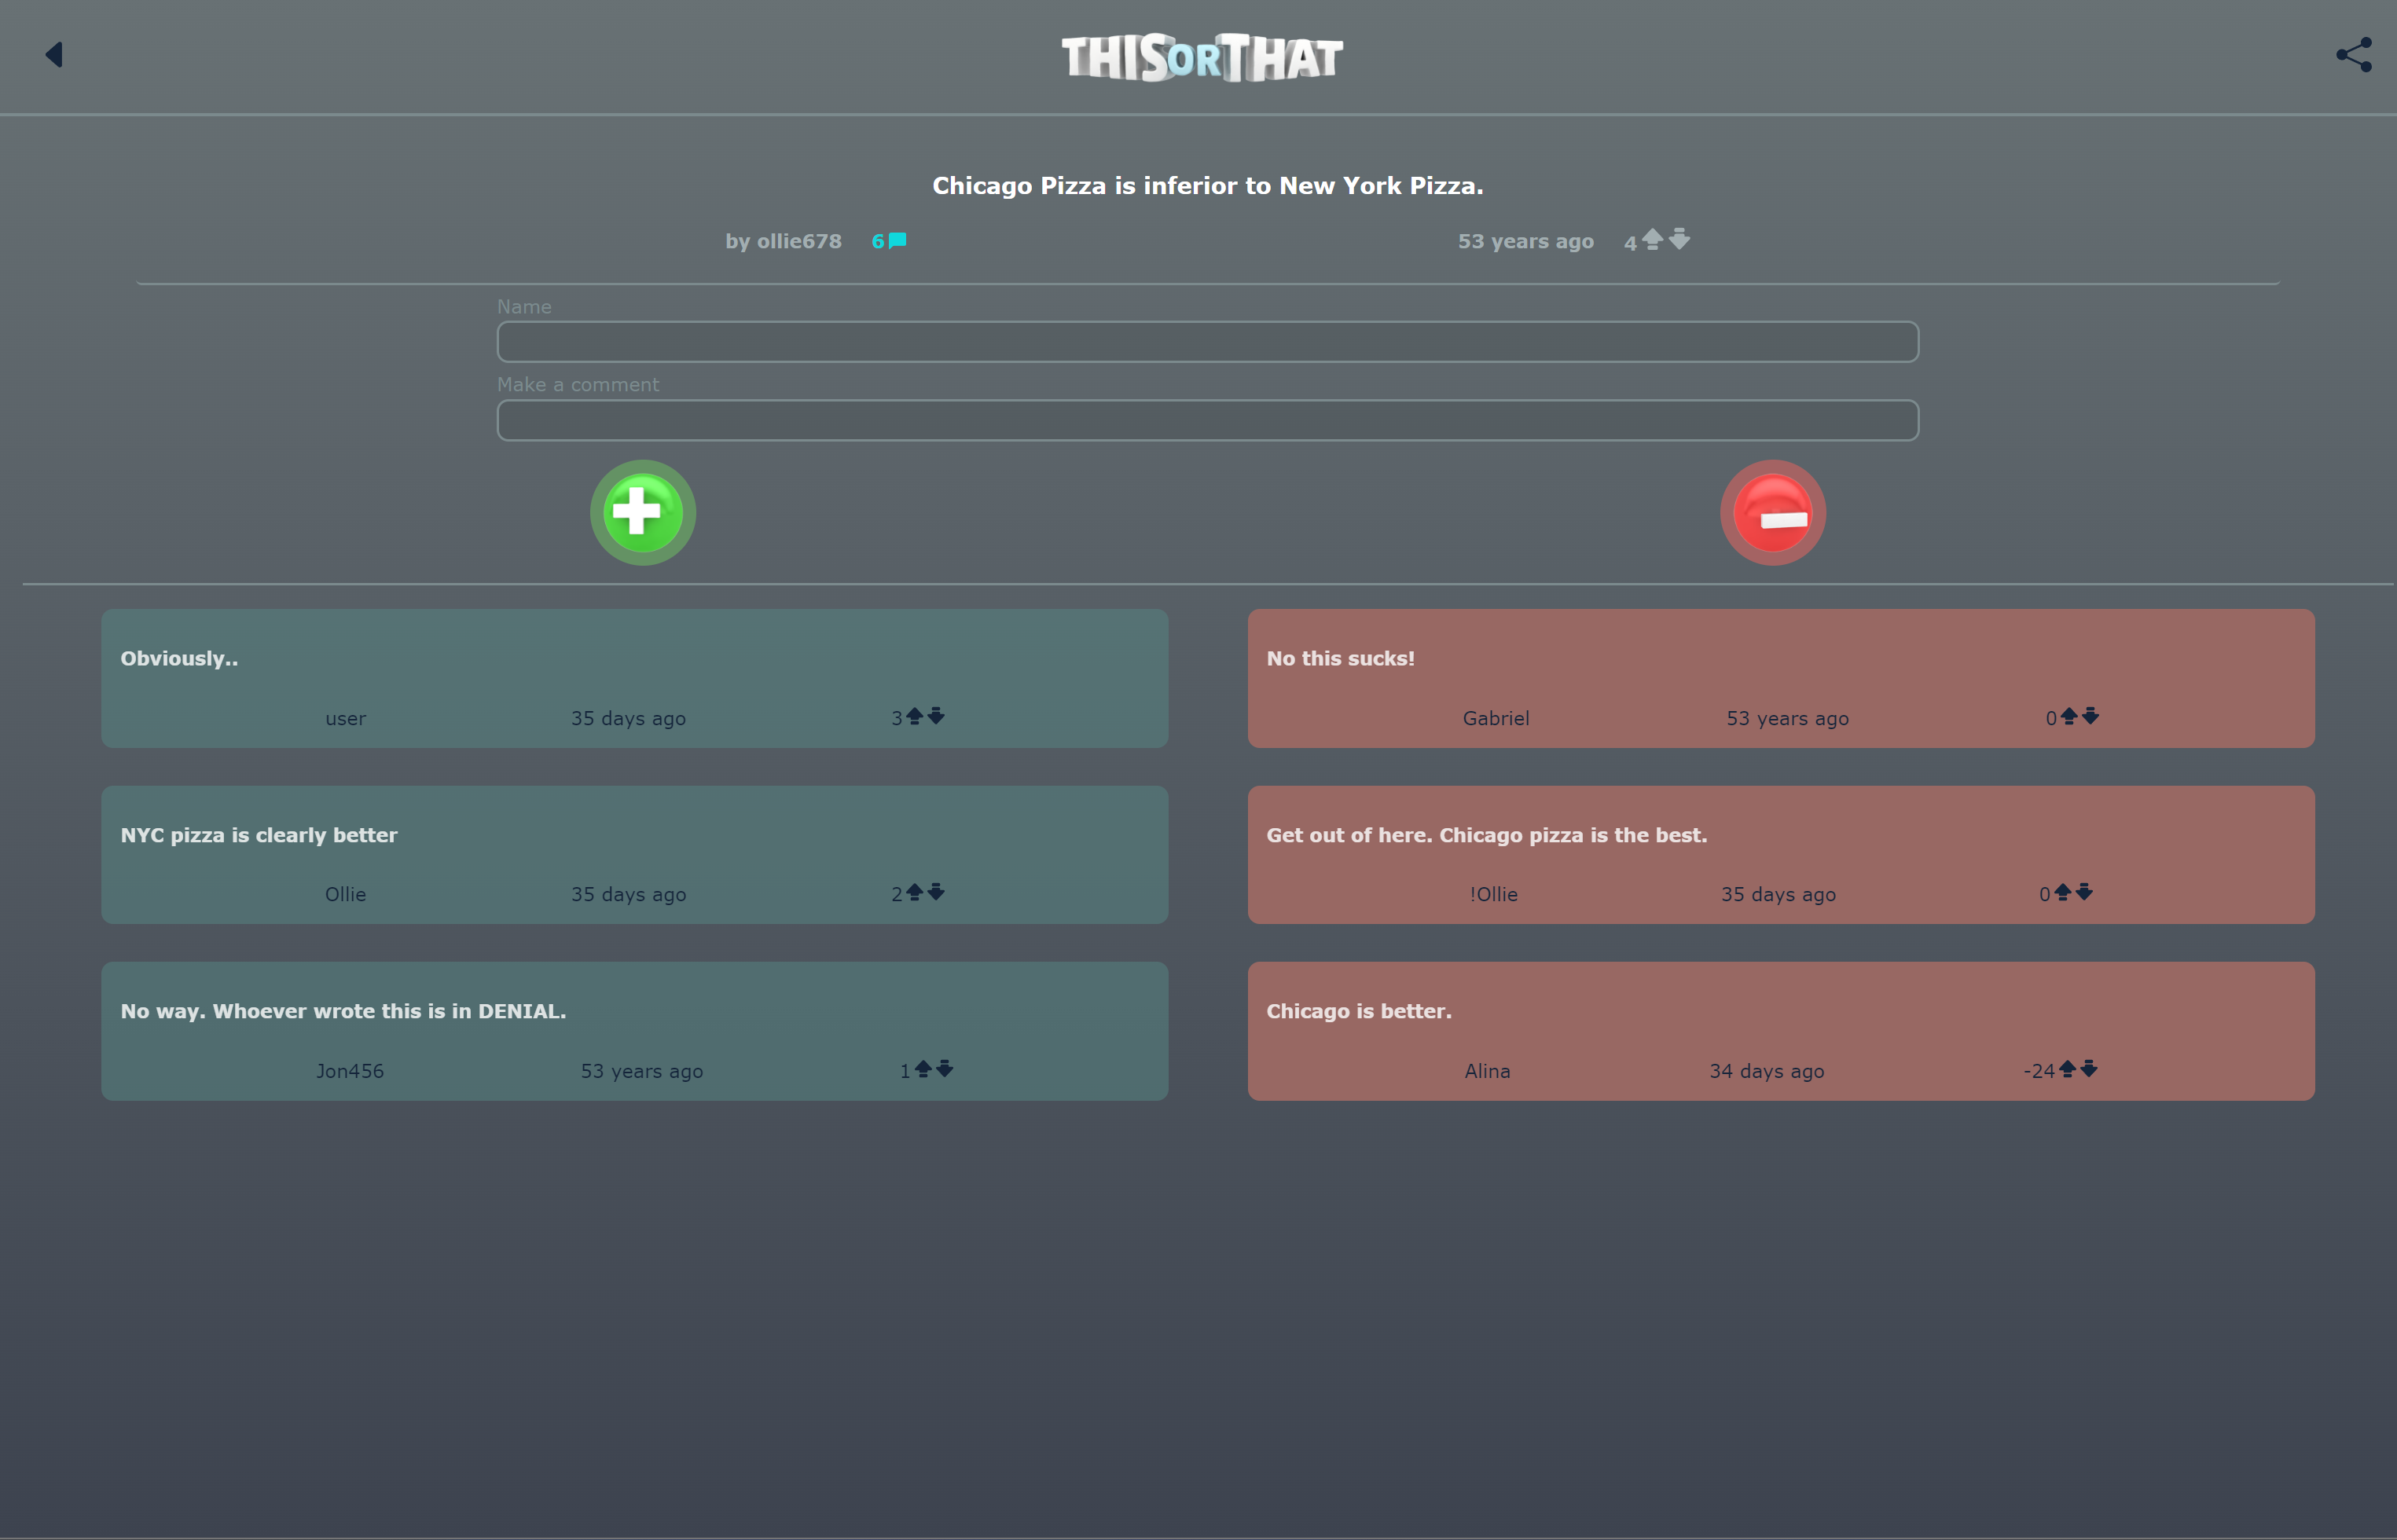 THIS OR THAT
Chicago Pizza is inferior to New York Pizza.
by ollie678 6 53 years ago 4
Name
Make a comment
Obviously..
user 35 days ago 3
No this sucks!
Gabriel 53 years ago 0
NYC pizza is clearly better
Ollie 35 days ago 2
Get out of here. Chicago pizza is the best.
!Ollie 35 days ago 0
No way. Whoever wrote this is in DENIAL.
Jon456 53 years ago 1
Chicago is better.
Alina 34 days ago -24